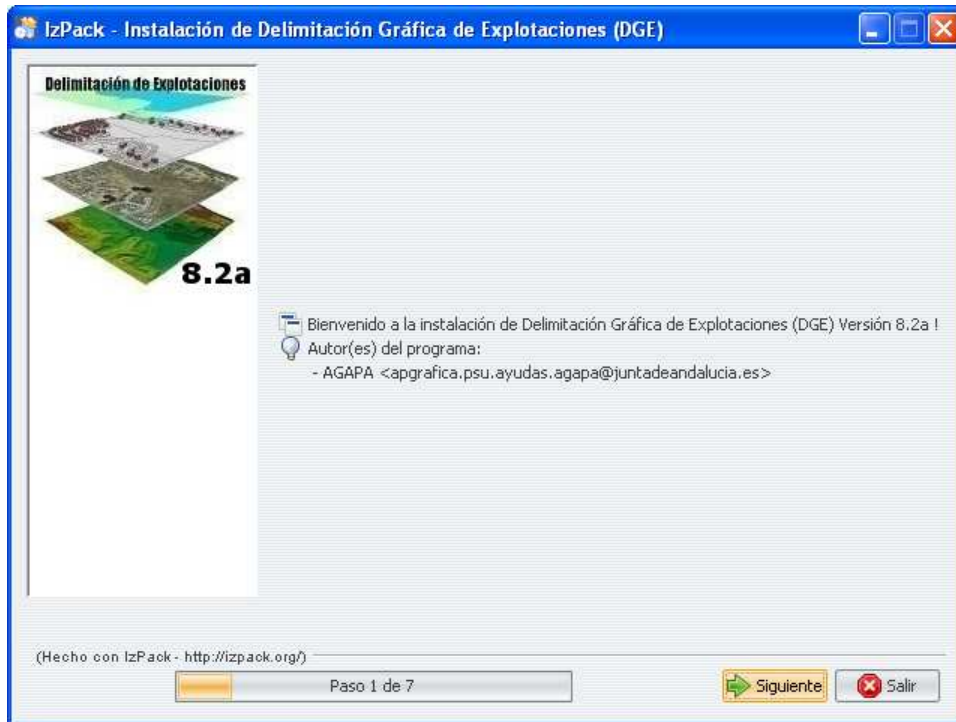 IzPack - Instalación de Delimitación Gráfica de Explotaciones (DGE)
Delimitación de Explotaciones
8.2a
Bienvenido a la instalación de Delimitación Gráfica de Explotaciones (DGE) Versión 8.2a !
Autor(es) del programa:
- AGAPA <apgrafica.psu.ayudas.agapa@juntadeandalucia.es>
(Hecho con IzPack - http://izpack.org/)
Paso 1 de 7
Siguiente
Salir